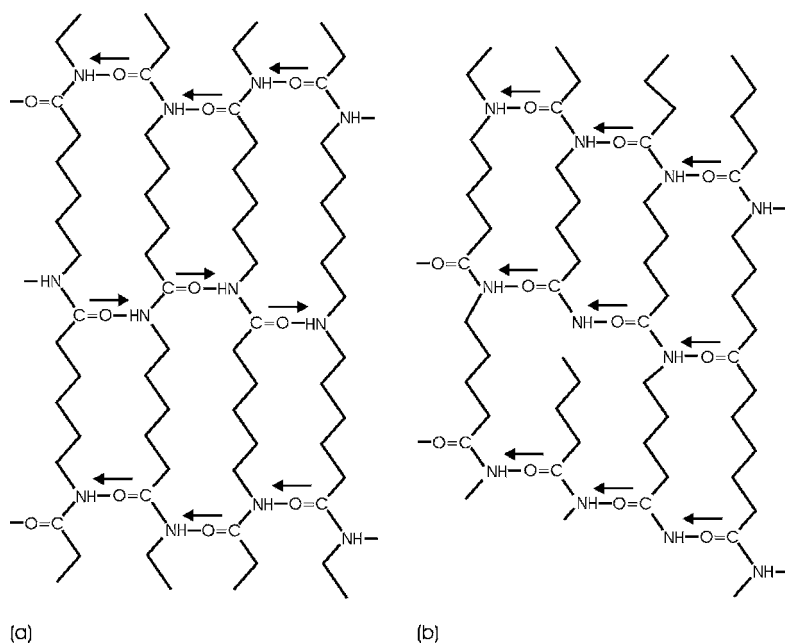 NH O=C NH O=C
O=C NH O=C NH
HN C=O HN
C=O HN C=O HN
NH O=C NH O=C
O=C NH O=C NH
(a)
NH O=C
NH O=C
NH O=C
NH
O=C
NH O=C
NH O=C
NH O=C
O=C
NH O=C
NH O=C
NH O=C
NH
(b)